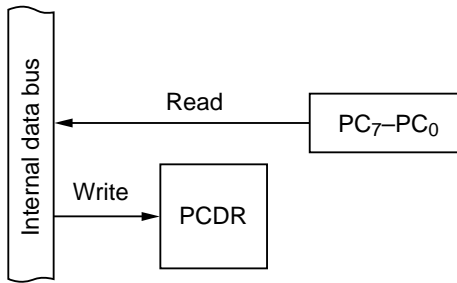 Internal data bus
Read
PC₇–PC₀
Write
PCDR